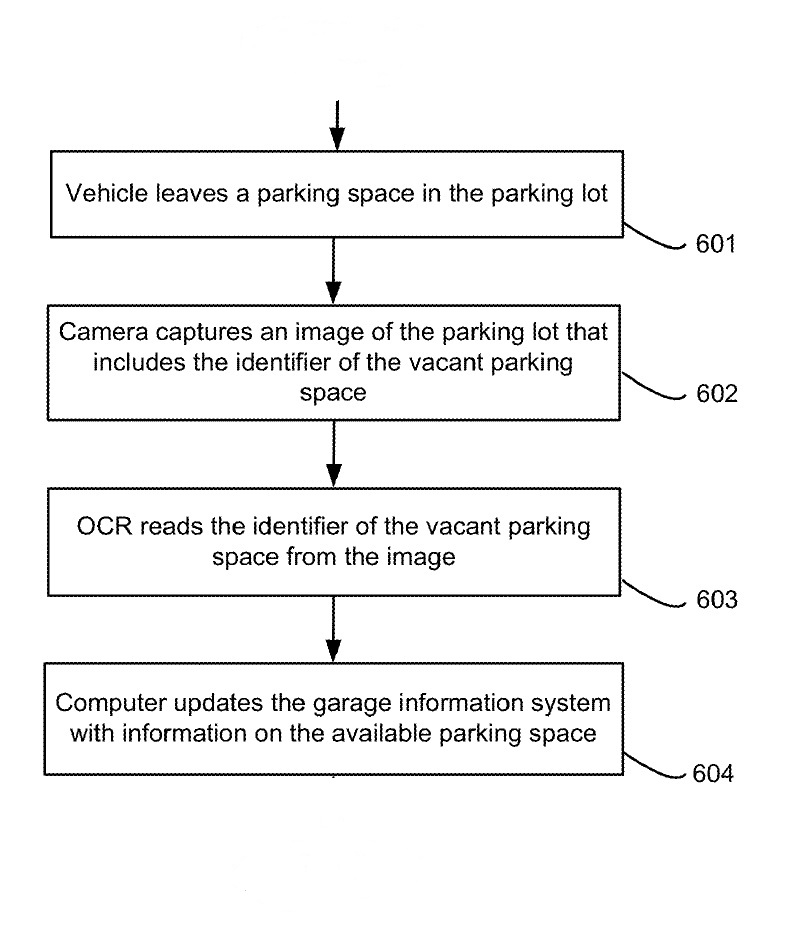 Vehicle leaves a parking space in the parking lot
601
Camera captures an image of the parking lot that
includes the identifier of the vacant parking
space
602
OCR reads the identifier of the vacant parking
space from the image
603
Computer updates the garage information system
with information on the available parking space
604